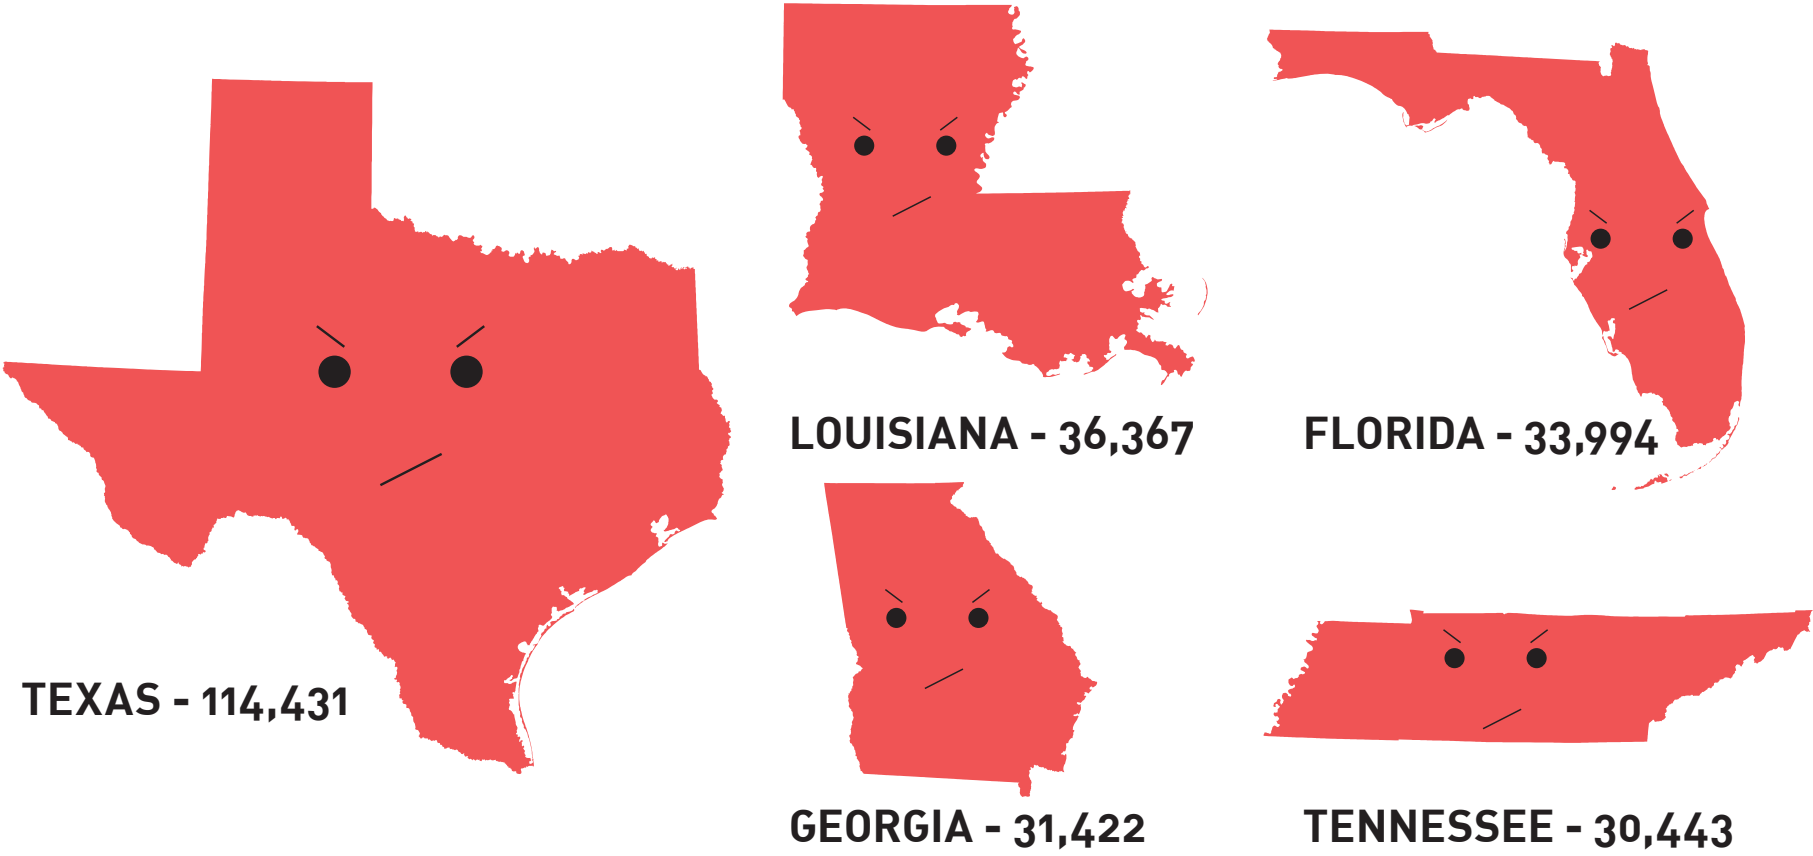 TEXAS - 114,431
LOUISIANA - 36,367
FLORIDA - 33,994
GEORGIA - 31,422
TENNESSEE - 30,443